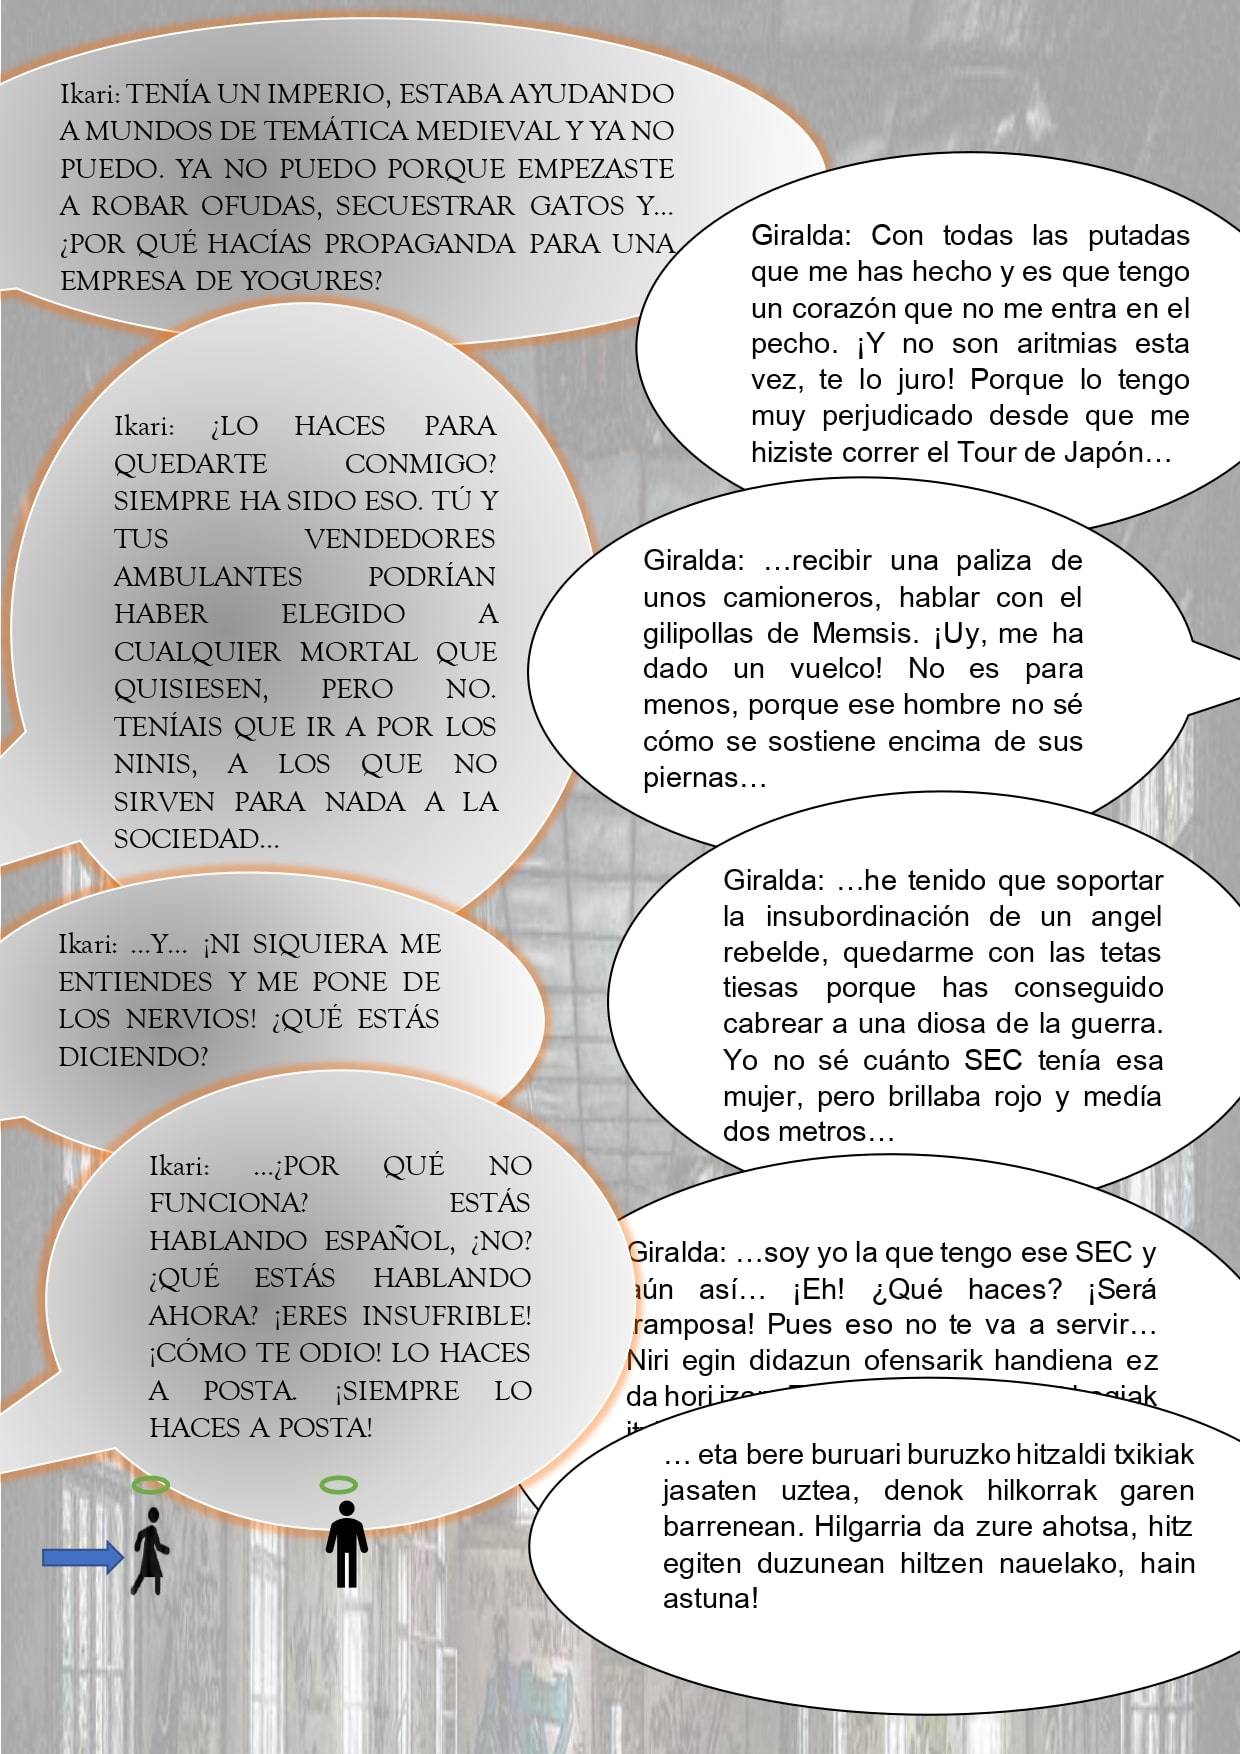 Ikari: TENÍA UN IMPERIO, ESTABA AYUDANDO
A MUNDOS DE TEMÁTICA MEDIEVAL Y YA NO
PUEDO. YA NO PUEDO PORQUE EMPEZASTE
A ROBAR OFUDAS, SECUESTRAR GATOS Y...
¿POR QUÉ HACÍAS PROPAGANDA PARA UNA
EMPRESA DE YOGURES?
Giralda: Con todas las putadas
que me has hecho y es que tengo
un corazón que no me entra en el
pecho. ¡Y no son aritmias esta
vez, te lo juro! Porque lo tengo
muy perjudicado desde que me
hiziste correr el Tour de Japón...
Ikari: ¿LO HACES PARA
QUEDARTE CONMIGO?
SIEMPRE HA SIDO ESO. TÚ Y
TUS VENDEDORES
AMBULANTES PODRÍAN
HABER ELEGIDO A
CUALQUIER MORTAL QUE
QUISIESEN, PERO NO.
TENÍAIS QUE IR A POR LOS
NINIS, A LOS QUE NO
SIRVEN PARA NADA A LA
SOCIEDAD...
Giralda: ...recibir una paliza de
unos camioneros, hablar con el
gilipollas de Memsis. ¡Uy, me ha
dado un vuelco! No es para
menos, porque ese hombre no sé
cómo se sostiene encima de sus
piernas...
Ikari: ...Y... ¡NI SIQUIERA ME
ENTIENDES Y ME PONE DE
LOS NERVIOS! ¿QUÉ ESTÁS
DICIENDO?
Giralda: ...he tenido que soportar
la insubordinación de un angel
rebelde, quedarme con las tetas
tiesas porque has conseguido
cabrear a una diosa de la guerra.
Yo no sé cuánto SEC tenía esa
mujer, pero brillaba rojo y medía
dos metros...
Ikari: ...¿POR QUÉ NO
FUNCIONA? ESTÁS
HABLANDO ESPAÑOL, ¿NO?
¿QUÉ ESTÁS HABLANDO
AHORA? ¡ERES INSUFRIBLE!
¡CÓMO TE ODIO! LO HACES
A POSTA. ¡SIEMPRE LO
HACES A POSTA!
Giralda: ...soy yo la que tengo ese SEC y
aún así... ¡Eh! ¿Qué haces? ¡Será
tramposa! Pues eso no te va a servir...
Niri egin didazun ofensarik handiena ez
da hori
... eta bere buruari buruzko hitzaldi txikiak
jasaten uztea, denok hilkorrak garen
barrenean. Hilgarria da zure ahotsa, hitz
egiten duzunean hiltzen nauelako, hain
astuna!